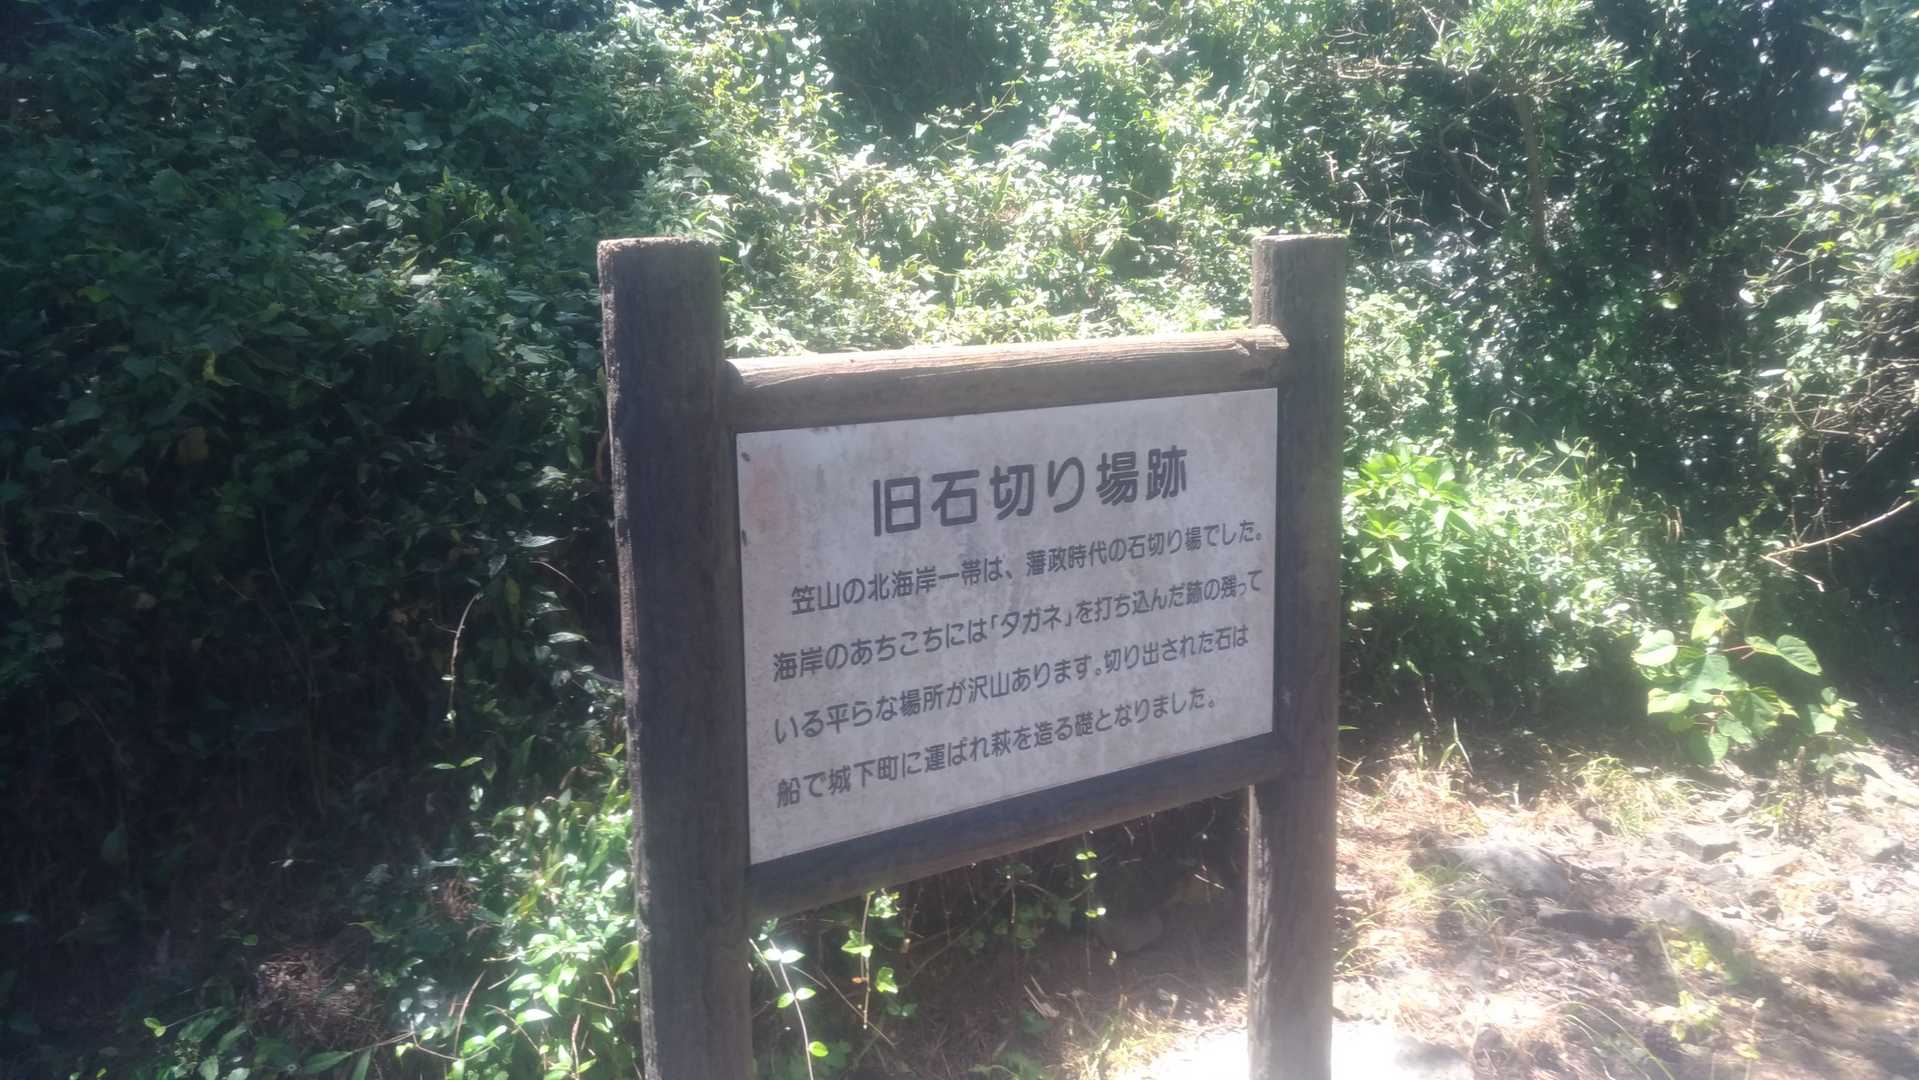 旧石切り場跡
笠山の北海岸一帯は、藩政時代の石切り場でした。
海岸のあちこちには「タガネ」を打ち込んだ跡の残って
いる平らな場所が沢山あります。切り出された石は
船で城下町に運ばれ萩を造る礎となりました。